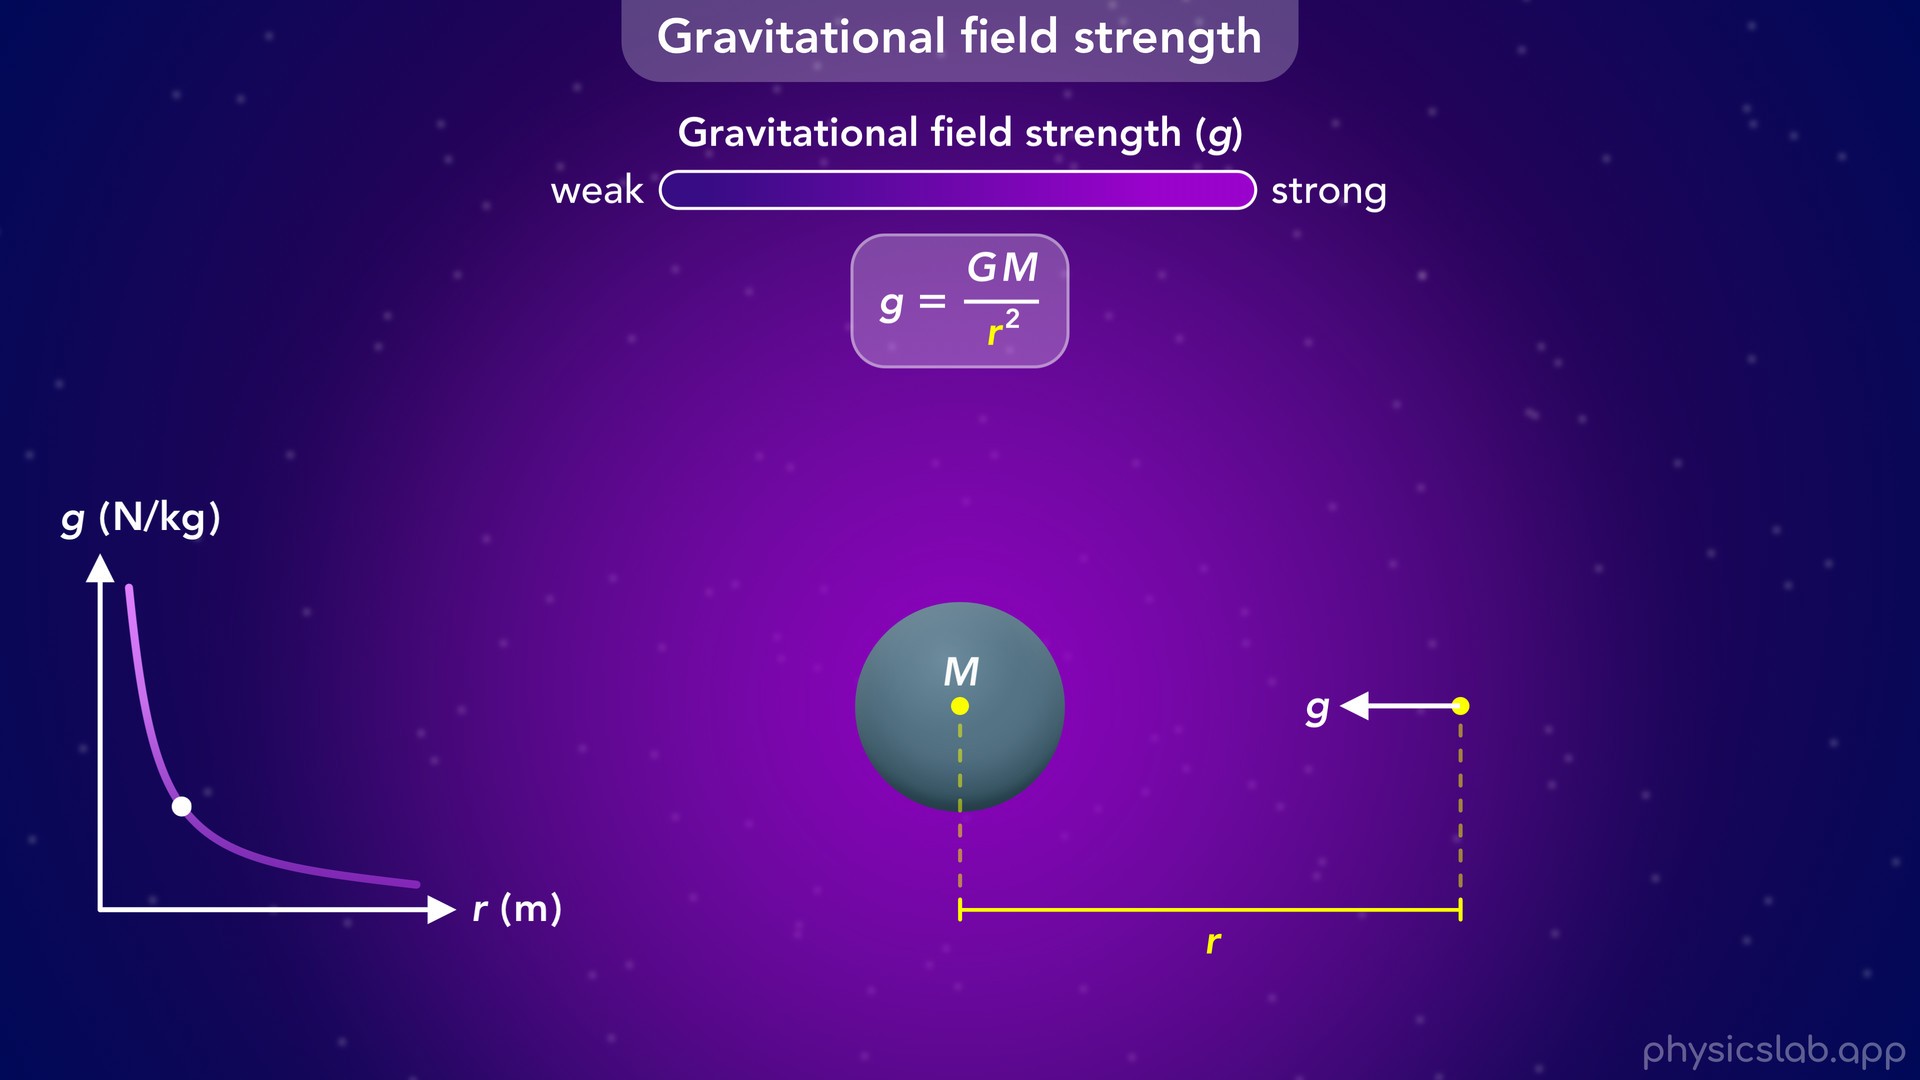 Gravitational field strength
Gravitational field strength (g)
weak strong
g = GM / r²
g (N/kg)
M
g
r (m)
r
physicslab.app